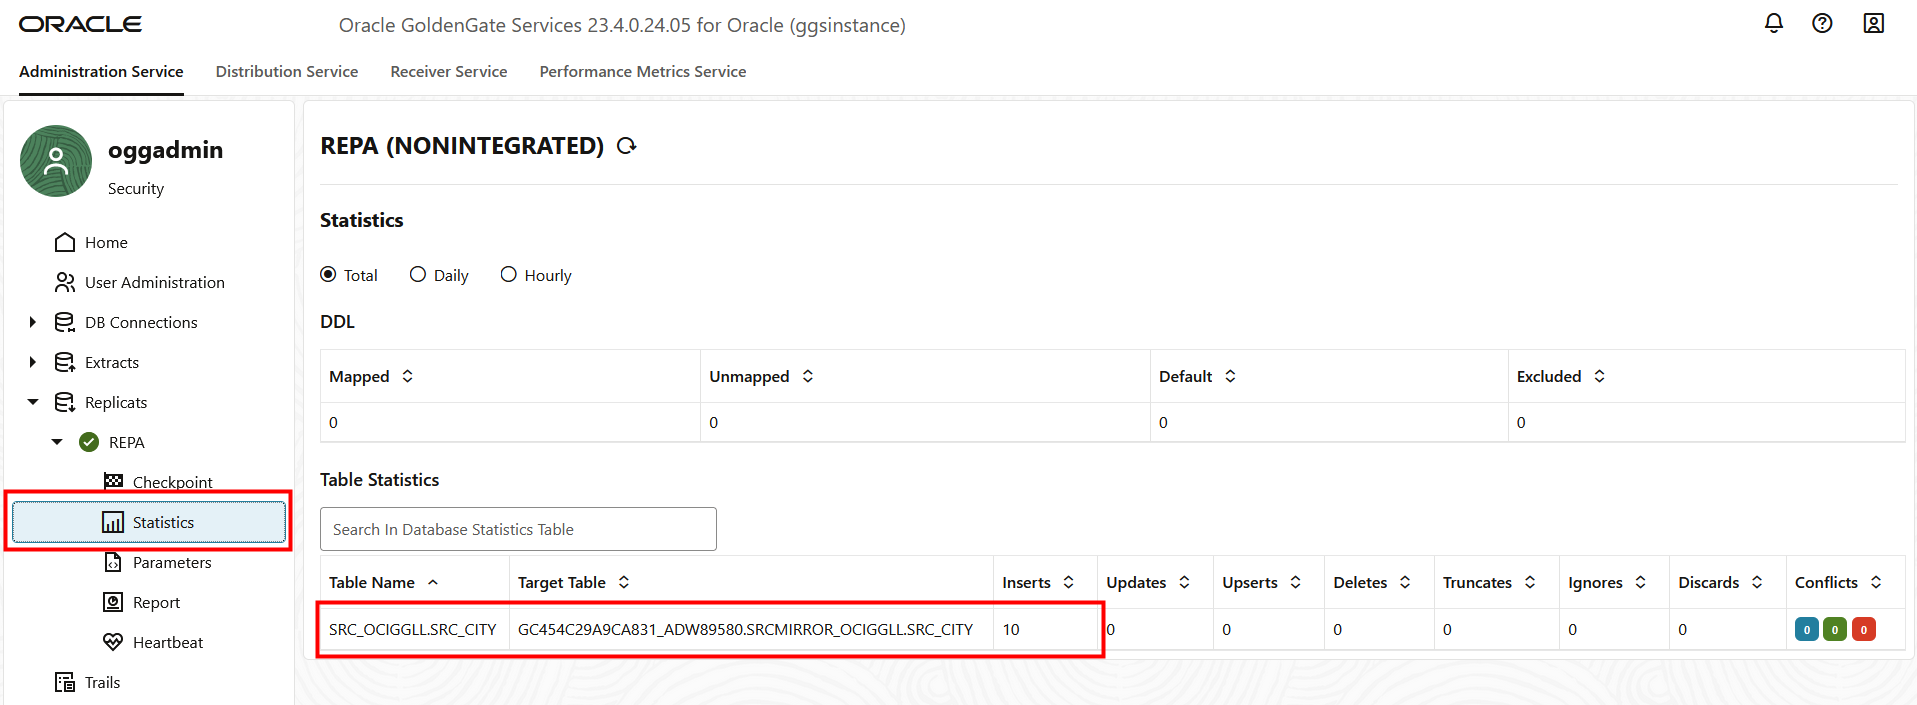 ORACLE
Oracle GoldenGate Services 23.4.0.24.05 for Oracle (ggsinstance)
Administration Service Distribution Service Receiver Service Performance Metrics Service
oggadmin
Security
Home
User Administration
DB Connections
Extracts
Replicats
REPA
Checkpoint
Statistics
Parameters
Report
Heartbeat
Trails
REPA (NONINTEGRATED)
Statistics
Total Daily Hourly
DDL
Mapped Unmapped Default Excluded
0 0 0 0
Table Statistics
Search In Database Statistics Table
Table Name Target Table Inserts Updates Upserts Deletes Truncates Ignores Discards Conflicts
SRC_OCIGGLL.SRC_CITY GC454C29A9CA831_ADW89580.SRCMIRROR_OCIGGLL.SRC_CITY 10 0 0 0 0 0 0 0 0 0